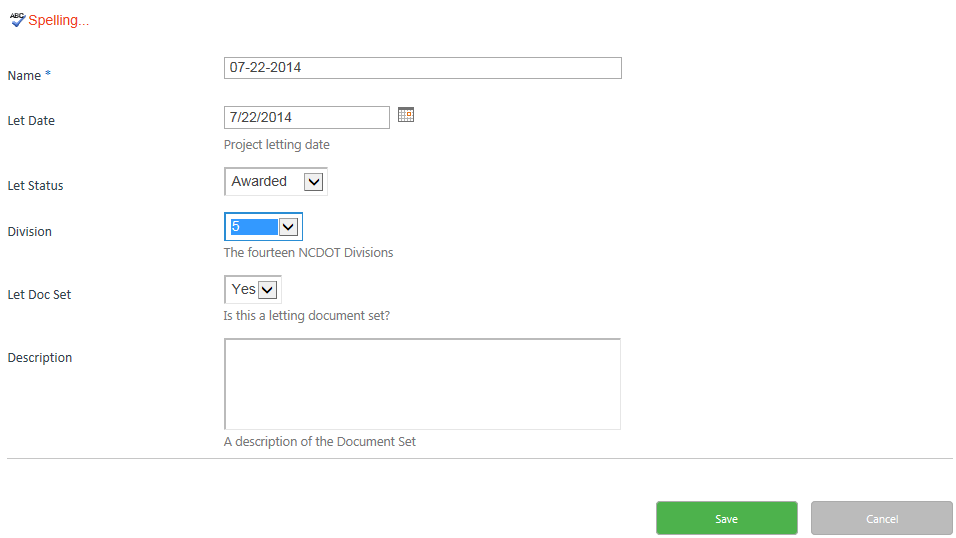 ABC Spelling...
Name * 07-22-2014
Let Date 7/22/2014
Project letting date
Let Status Awarded
Division 5
The fourteen NCDOT Divisions
Let Doc Set Yes
Is this a letting document set?
Description
A description of the Document Set
Save Cancel